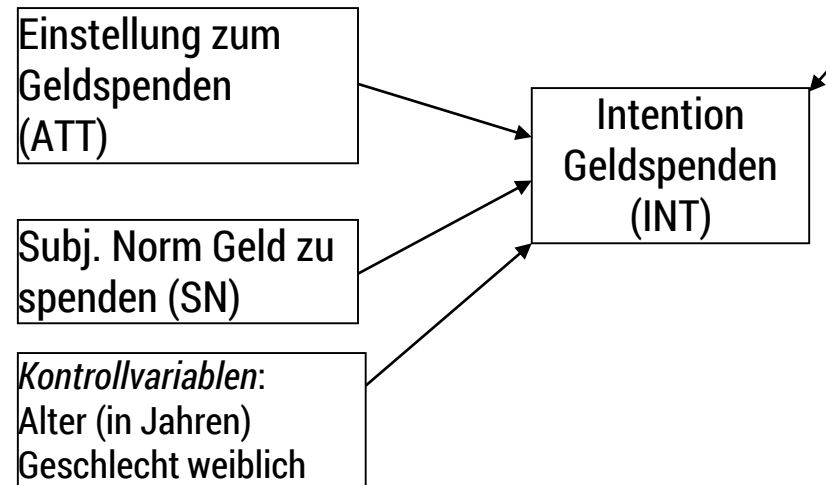 Einstellung zum
Geldspenden
(ATT)
Intention
Geldspenden
(INT)
Subj. Norm Geld zu
spenden (SN)
Kontrollvariablen:
Alter (in Jahren)
Geschlecht weiblich